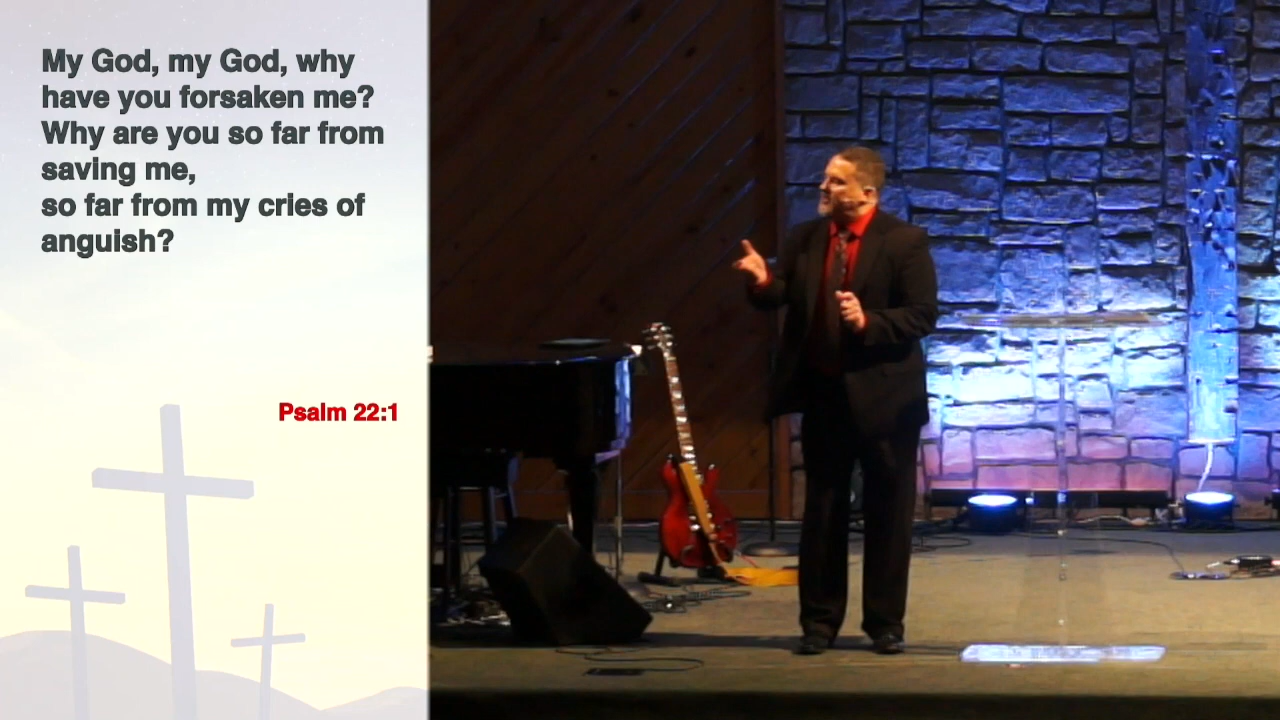 My God, my God, why
have you forsaken me?
Why are you so far from
saving me,
so far from my cries of
anguish?
Psalm 22:1